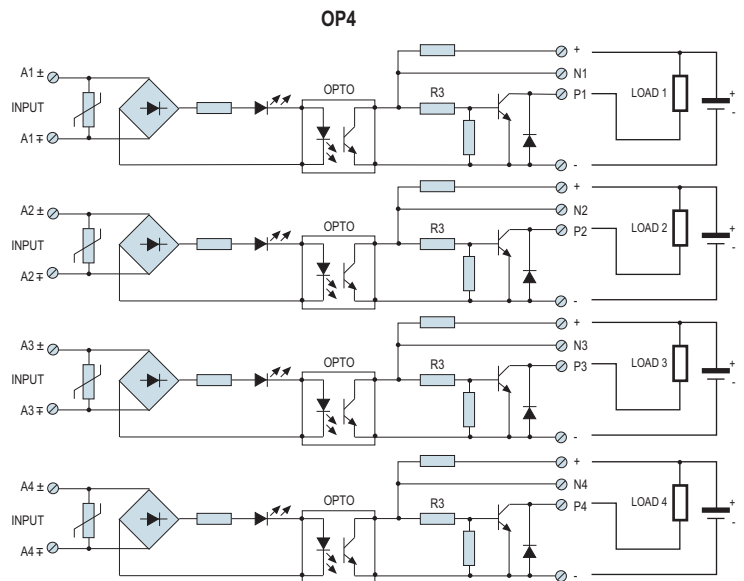 OP4
A1 ±
INPUT
A1 ∓
OPTO
R3
+
N1
P1
-
LOAD 1
+
-
A2 ±
INPUT
A2 ∓
OPTO
R3
+
N2
P2
-
LOAD 2
+
-
A3 ±
INPUT
A3 ∓
OPTO
R3
+
N3
P3
-
LOAD 3
+
-
A4 ±
INPUT
A4 ∓
OPTO
R3
+
N4
P4
-
LOAD 4
+
-